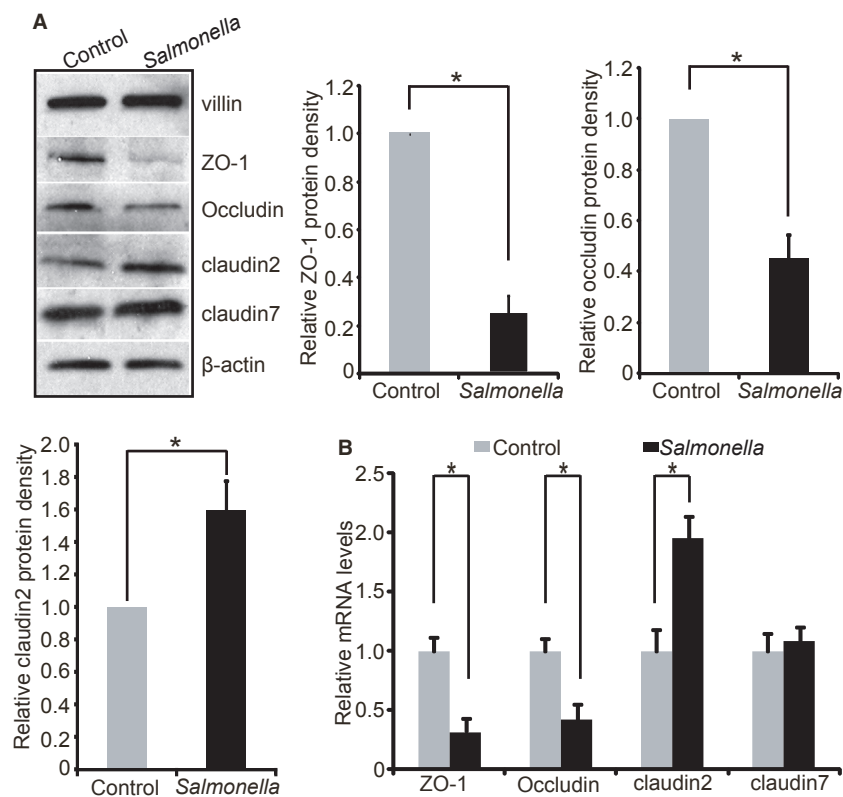 A
Control Salmonella
villin
ZO-1
Occludin
claudin2
claudin7
β-actin
Relative ZO-1 protein density
1.2
1.0
0.8
0.6
0.4
0.2
0
*
Control Salmonella
Relative occludin protein density
1.2
1.0
0.8
0.6
0.4
0.2
0
*
Control Salmonella
Relative claudin2 protein density
2.0
1.8
1.6
1.4
1.2
1.0
0.8
0.6
0.4
0.2
0
*
Control Salmonella
B
Control Salmonella
Relative mRNA levels
2.5
2.0
1.5
1.0
0.5
0
* * *
ZO-1 Occludin claudin2 claudin7